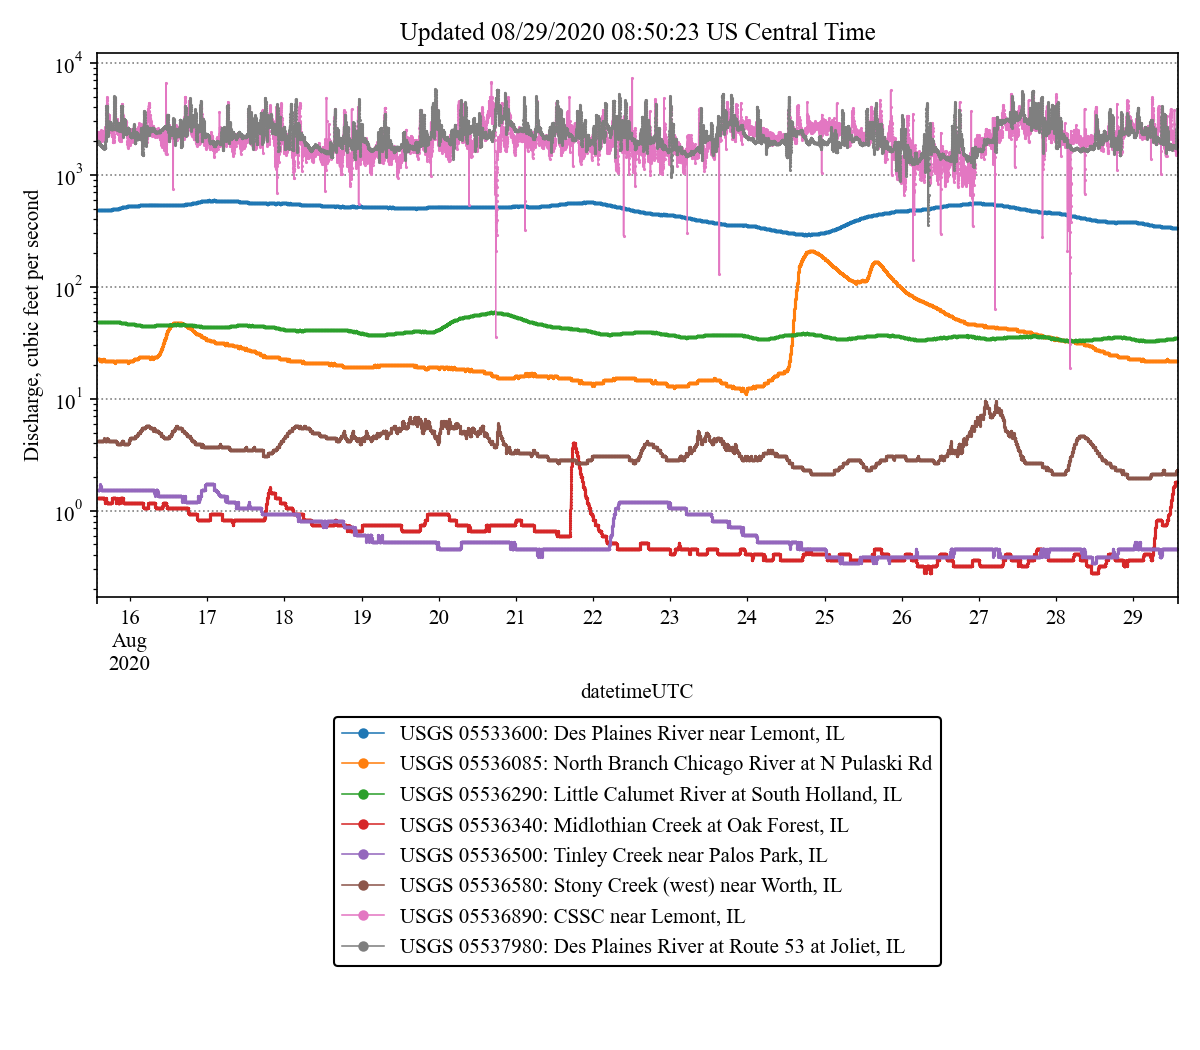 Updated 08/29/2020 08:50:23 US Central Time
Discharge, cubic feet per second
10^4
10^3
10^2
10^1
10^0
16 17 18 19 20 21 22 23 24 25 26 27 28 29
Aug
2020
datetimeUTC
USGS 05533600: Des Plaines River near Lemont, IL
USGS 05536085: North Branch Chicago River at N Pulaski Rd
USGS 05536290: Little Calumet River at South Holland, IL
USGS 05536340: Midlothian Creek at Oak Forest, IL
USGS 05536500: Tinley Creek near Palos Park, IL
USGS 05536580: Stony Creek (west) near Worth, IL
USGS 05536890: CSSC near Lemont, IL
USGS 05537980: Des Plaines River at Route 53 at Joliet, IL